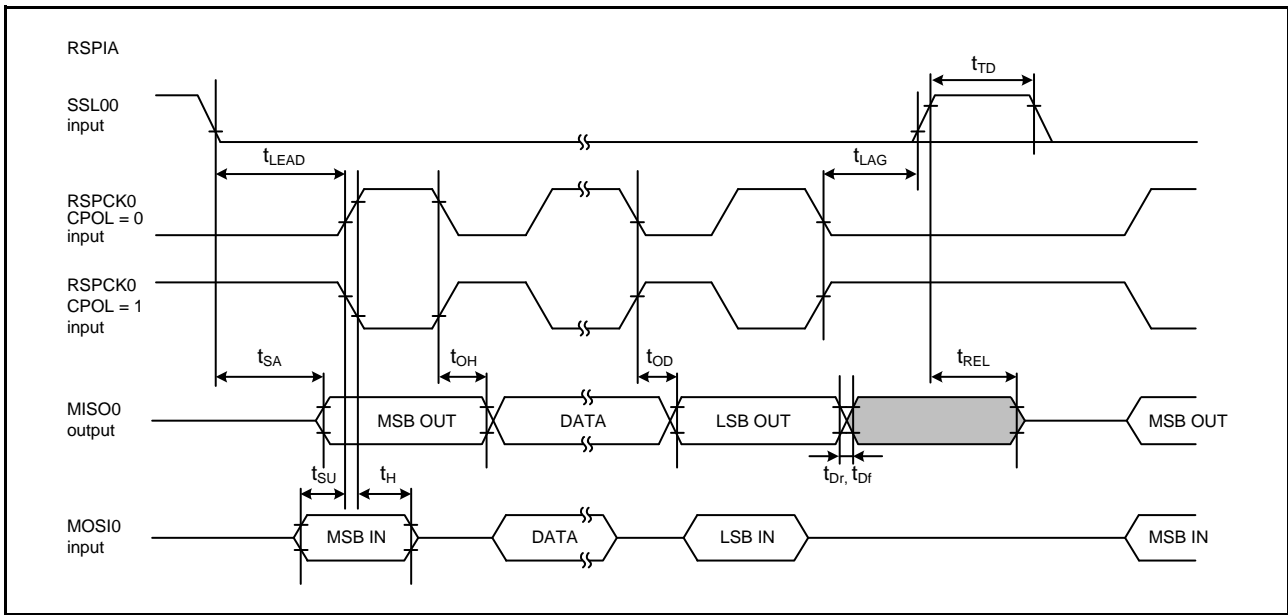 RSPIA
tTD
SSL00
input
tLEAD
tLAG
RSPCK0
CPOL = 0
input
RSPCK0
CPOL = 1
input
tSA
tOH
tOD
tREL
MISO0
output
MSB OUT
DATA
LSB OUT
MSB OUT
tSU
tH
tDr, tDf
MOSI0
input
MSB IN
DATA
LSB IN
MSB IN